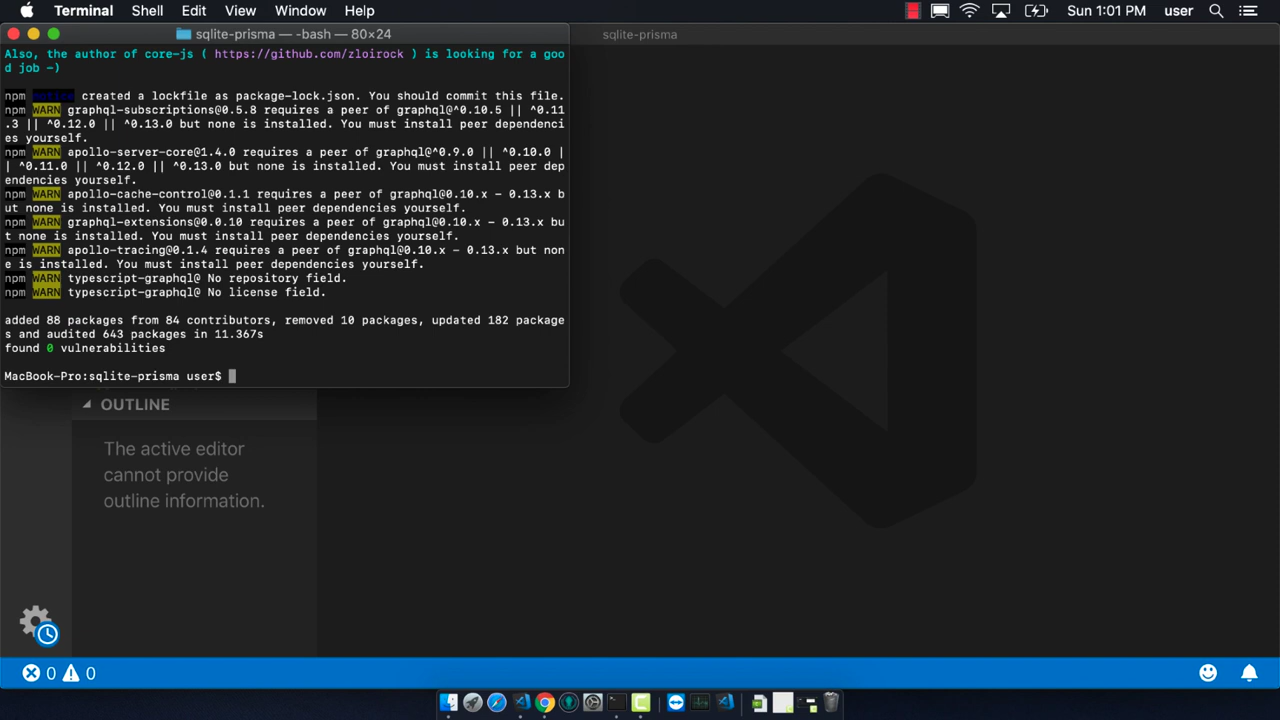 Terminal Shell Edit View Window Help Sun 1:01 PM user
sqlite-prisma — -bash — 80×24
sqlite-prisma
Also, the author of core-js ( https://github.com/zloirock ) is looking for a goo
d job -)
npm notice created a lockfile as package-lock.json. You should commit this file.
npm WARN graphql-subscriptions@0.5.8 requires a peer of graphql@^0.10.5 || ^0.11
.3 || ^0.12.0 || ^0.13.0 but none is installed. You must install peer dependenci
es yourself.
npm WARN apollo-server-core@1.4.0 requires a peer of graphql@^0.9.0 || ^0.10.0 |
| ^0.11.0 || ^0.12.0 || ^0.13.0 but none is installed. You must install peer dep
endencies yourself.
npm WARN apollo-cache-control@0.1.1 requires a peer of graphql@0.10.x - 0.13.x b
ut none is installed. You must install peer dependencies yourself.
npm WARN graphql-extensions@0.0.10 requires a peer of graphql@0.10.x - 0.13.x bu
t none is installed. You must install peer dependencies yourself.
npm WARN apollo-tracing@0.1.4 requires a peer of graphql@0.10.x - 0.13.x but non
e is installed. You must install peer dependencies yourself.
npm WARN typescript-graphql@ No repository field.
npm WARN typescript-graphql@ No license field.
added 88 packages from 84 contributors, removed 10 packages, updated 182 package
s and audited 643 packages in 11.367s
found 0 vulnerabilities
MacBook-Pro:sqlite-prisma user$
OUTLINE
The active editor
cannot provide
outline information.
0 0